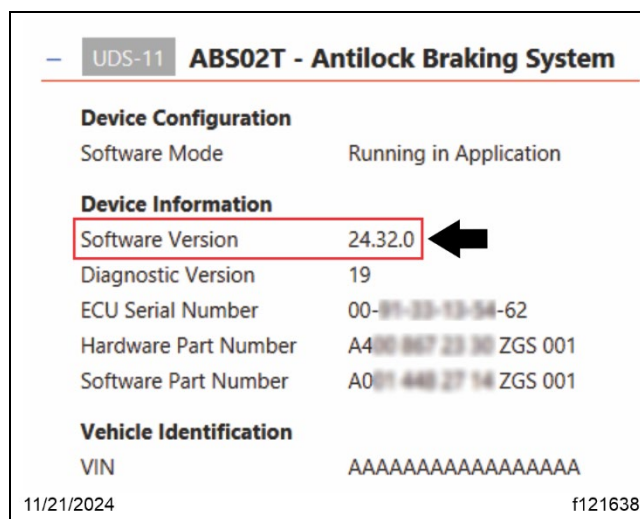 − UDS-11 ABS02T - Antilock Braking System
Device Configuration
Software Mode Running in Application
Device Information
Software Version 24.32.0
Diagnostic Version 19
ECU Serial Number 00- -62
Hardware Part Number A4 ZGS 001
Software Part Number A0 ZGS 001
Vehicle Identification
VIN AAAAAAAAAAAAAAAAA
11/21/2024 f121638